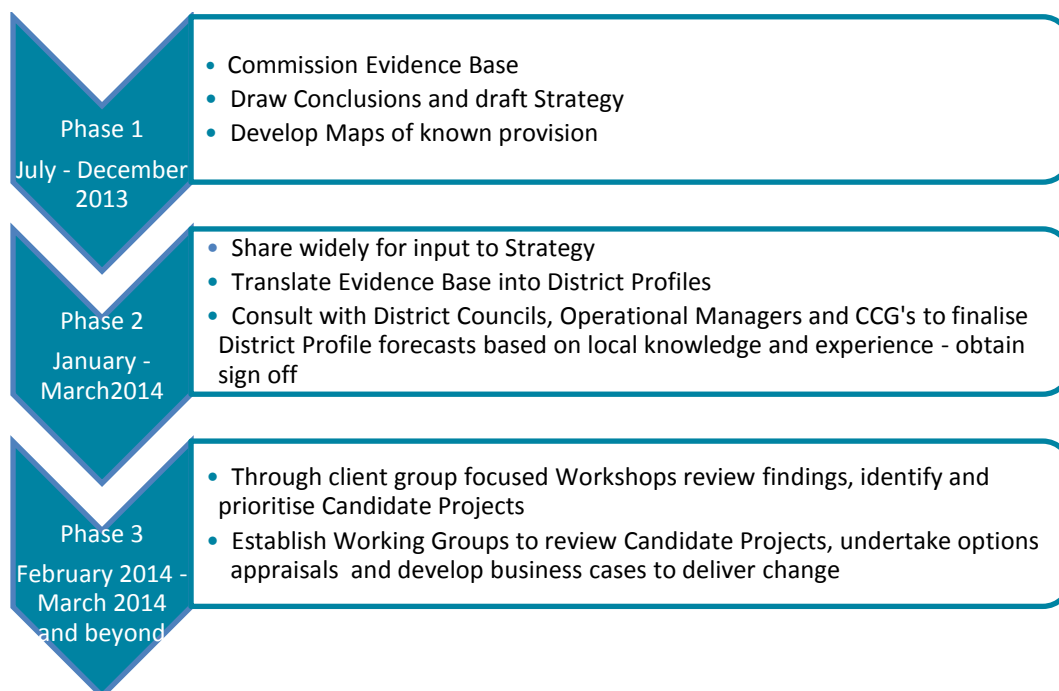 Phase 1
July - December
2013
• Commission Evidence Base
• Draw Conclusions and draft Strategy
• Develop Maps of known provision
Phase 2
January -
March2014
• Share widely for input to Strategy
• Translate Evidence Base into District Profiles
• Consult with District Councils, Operational Managers and CCG's to finalise
District Profile forecasts based on local knowledge and experience - obtain
sign off
Phase 3
February 2014 -
March 2014
and beyond
• Through client group focused Workshops review findings, identify and
prioritise Candidate Projects
• Establish Working Groups to review Candidate Projects, undertake options
appraisals and develop business cases to deliver change